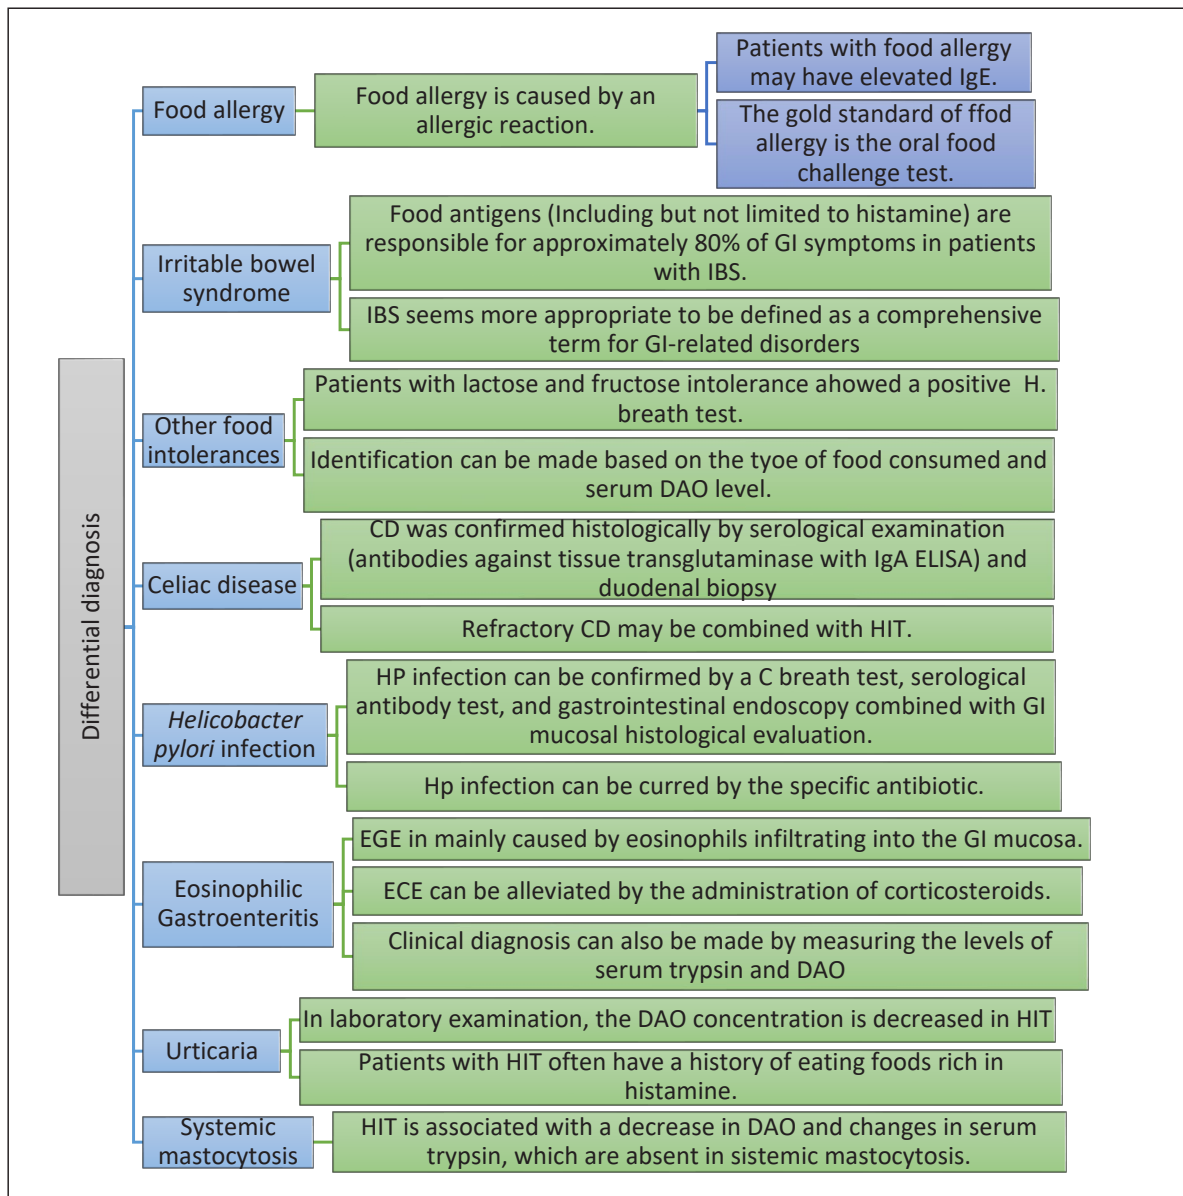 Differential diagnosis
Food allergy
Food allergy is caused by an
allergic reaction.
Patients with food allergy
may have elevated IgE.
The gold standard of ffod
allergy is the oral food
challenge test.
Irritable bowel
syndrome
Food antigens (Including but not limited to histamine) are
responsible for approximately 80% of GI symptoms in patients
with IBS.
IBS seems more appropriate to be defined as a comprehensive
term for GI-related disorders
Other food
intolerances
Patients with lactose and fructose intolerance ahowed a positive H.
breath test.
Identification can be made based on the tyoe of food consumed and
serum DAO level.
Celiac disease
CD was confirmed histologically by serological examination
(antibodies against tissue transglutaminase with IgA ELISA) and
duodenal biopsy
Refractory CD may be combined with HIT.
Helicobacter
pylori infection
HP infection can be confirmed by a C breath test, serological
antibody test, and gastrointestinal endoscopy combined with GI
mucosal histological evaluation.
Hp infection can be curred by the specific antibiotic.
Eosinophilic
Gastroenteritis
EGE in mainly caused by eosinophils infiltrating into the GI mucosa.
ECE can be alleviated by the administration of corticosteroids.
Clinical diagnosis can also be made by measuring the levels of
serum trypsin and DAO
Urticaria
In laboratory examination, the DAO concentration is decreased in HIT
Patients with HIT often have a history of eating foods rich in
histamine.
Systemic
mastocytosis
HIT is associated with a decrease in DAO and changes in serum
trypsin, which are absent in sistemic mastocytosis.